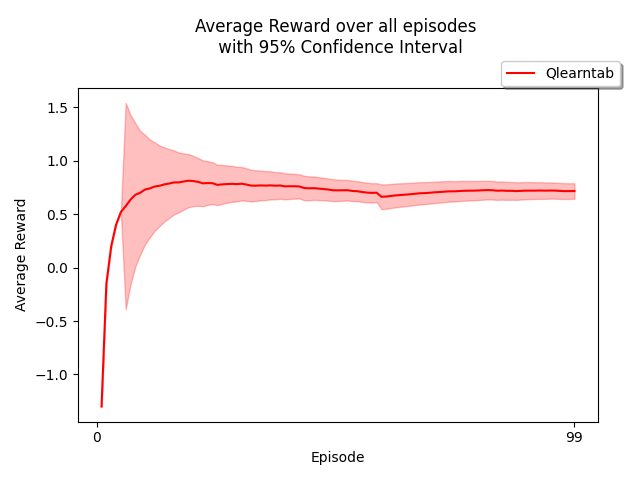 Average Reward over all episodes
with 95% Confidence Interval
Qlearntab
1.5
1.0
0.5
0.0
−0.5
−1.0
Average Reward
0
99
Episode